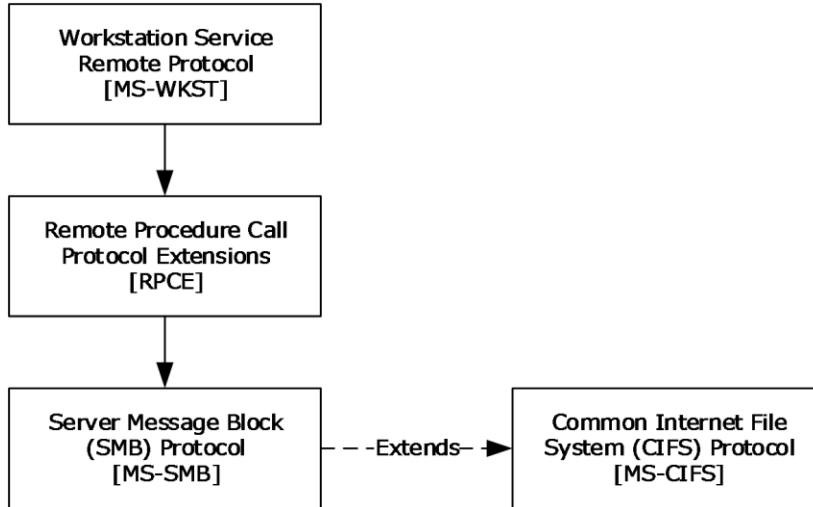 Workstation Service
Remote Protocol
[MS-WKST]
Remote Procedure Call
Protocol Extensions
[RPCE]
Server Message Block
(SMB) Protocol
[MS-SMB]
Extends
Common Internet File
System (CIFS) Protocol
[MS-CIFS]